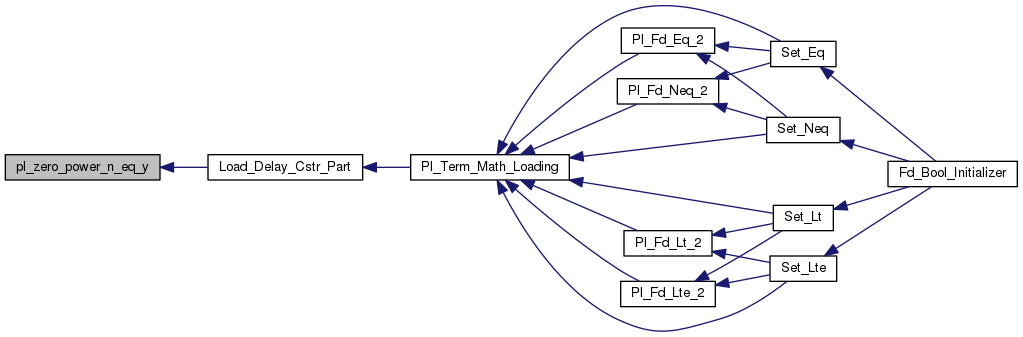 pl_zero_power_n_eq_y
Load_Delay_Cstr_Part
Pl_Term_Math_Loading
Pl_Fd_Eq_2
Pl_Fd_Neq_2
Pl_Fd_Lt_2
Pl_Fd_Lte_2
Set_Eq
Set_Neq
Set_Lt
Set_Lte
Fd_Bool_Initializer